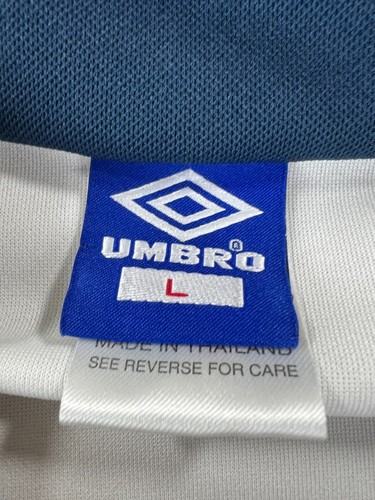 UMBRO®
L
MADE IN THAILAND
SEE REVERSE FOR CARE